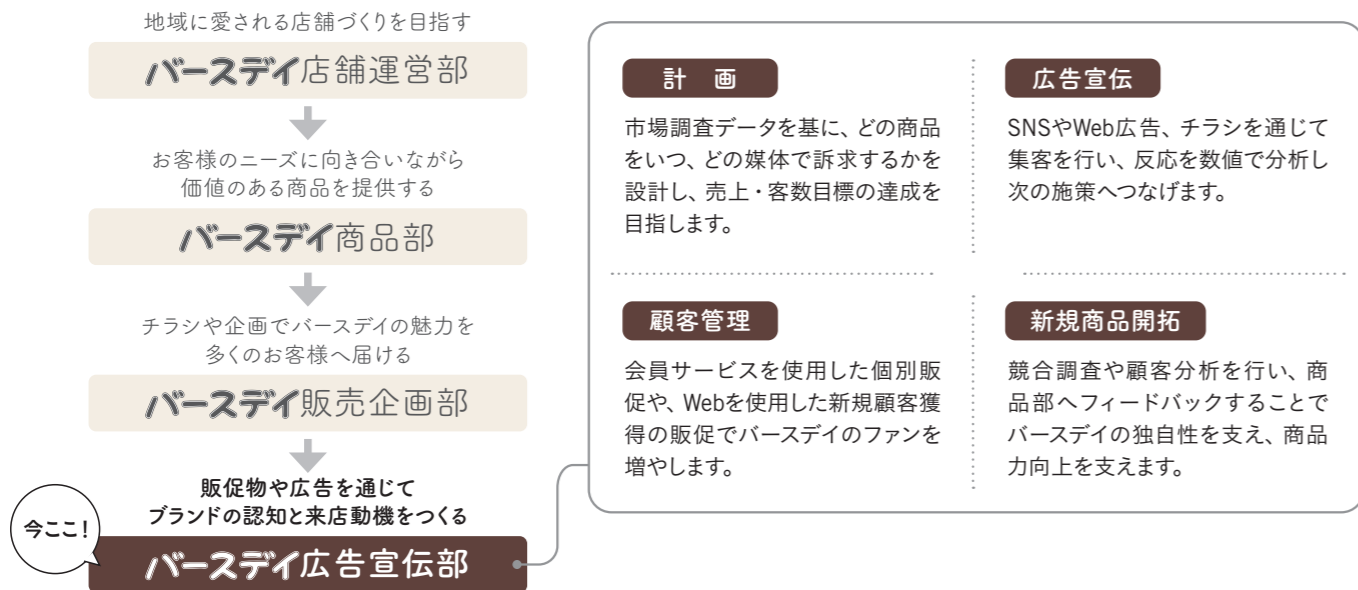 地域に愛される店舗づくりを目指す
バースデイ店舗運営部
お客様のニーズに向き合いながら
価値のある商品を提供する
バースデイ商品部
チラシや企画でバースデイの魅力を
多くのお客様へ届ける
バースデイ販売企画部
販促物や広告を通じて
ブランドの認知と来店動機をつくる
今ここ!
バースデイ広告宣伝部
計 画
市場調査データを基に、どの商品
をいつ、どの媒体で訴求するかを
設計し、売上・客数目標の達成を
目指します。
広告宣伝
SNSやWeb広告、チラシを通じて
集客を行い、反応を数値で分析し
次の施策へつなげます。
顧客管理
会員サービスを使用した個別販
促や、Webを使用した新規顧客獲
得の販促でバースデイのファンを
増やします。
新規商品開拓
競合調査や顧客分析を行い、商
品部へフィードバックすることで
バースデイの独自性を支え、商品
力向上を支えます。